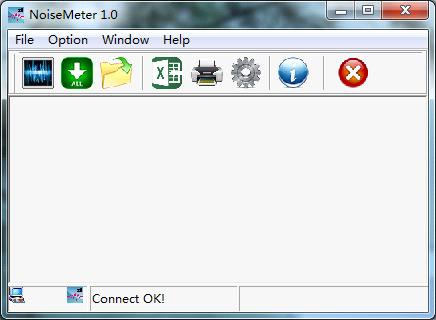 NoiseMeter 1.0
File Option Window Help
ALL
X
i
Connect OK!